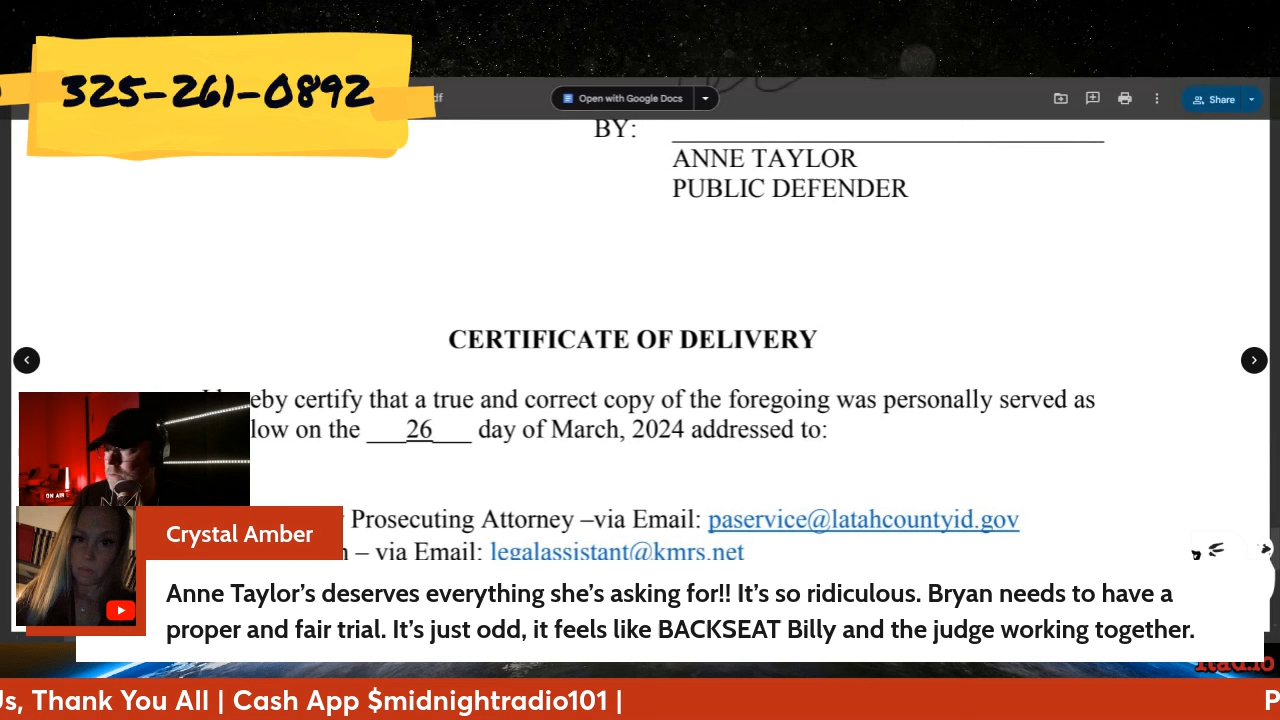 325-261-0892
df
Open with Google Docs
Share
BY:
ANNE TAYLOR
PUBLIC DEFENDER
CERTIFICATE OF DELIVERY
eby certify that a true and correct copy of the foregoing was personally served as
low on the ___26___ day of March, 2024 addressed to:
Prosecuting Attorney –via Email: paservice@latahcountyid.gov
n – via Email: legalassistant@kmrs.net
ON AIR
Crystal Amber
Anne Taylor’s deserves everything she’s asking for!! It’s so ridiculous. Bryan needs to have a
proper and fair trial. It’s just odd, it feels like BACKSEAT Billy and the judge working together.
Us, Thank You All | Cash App $midnightradio101 |
P